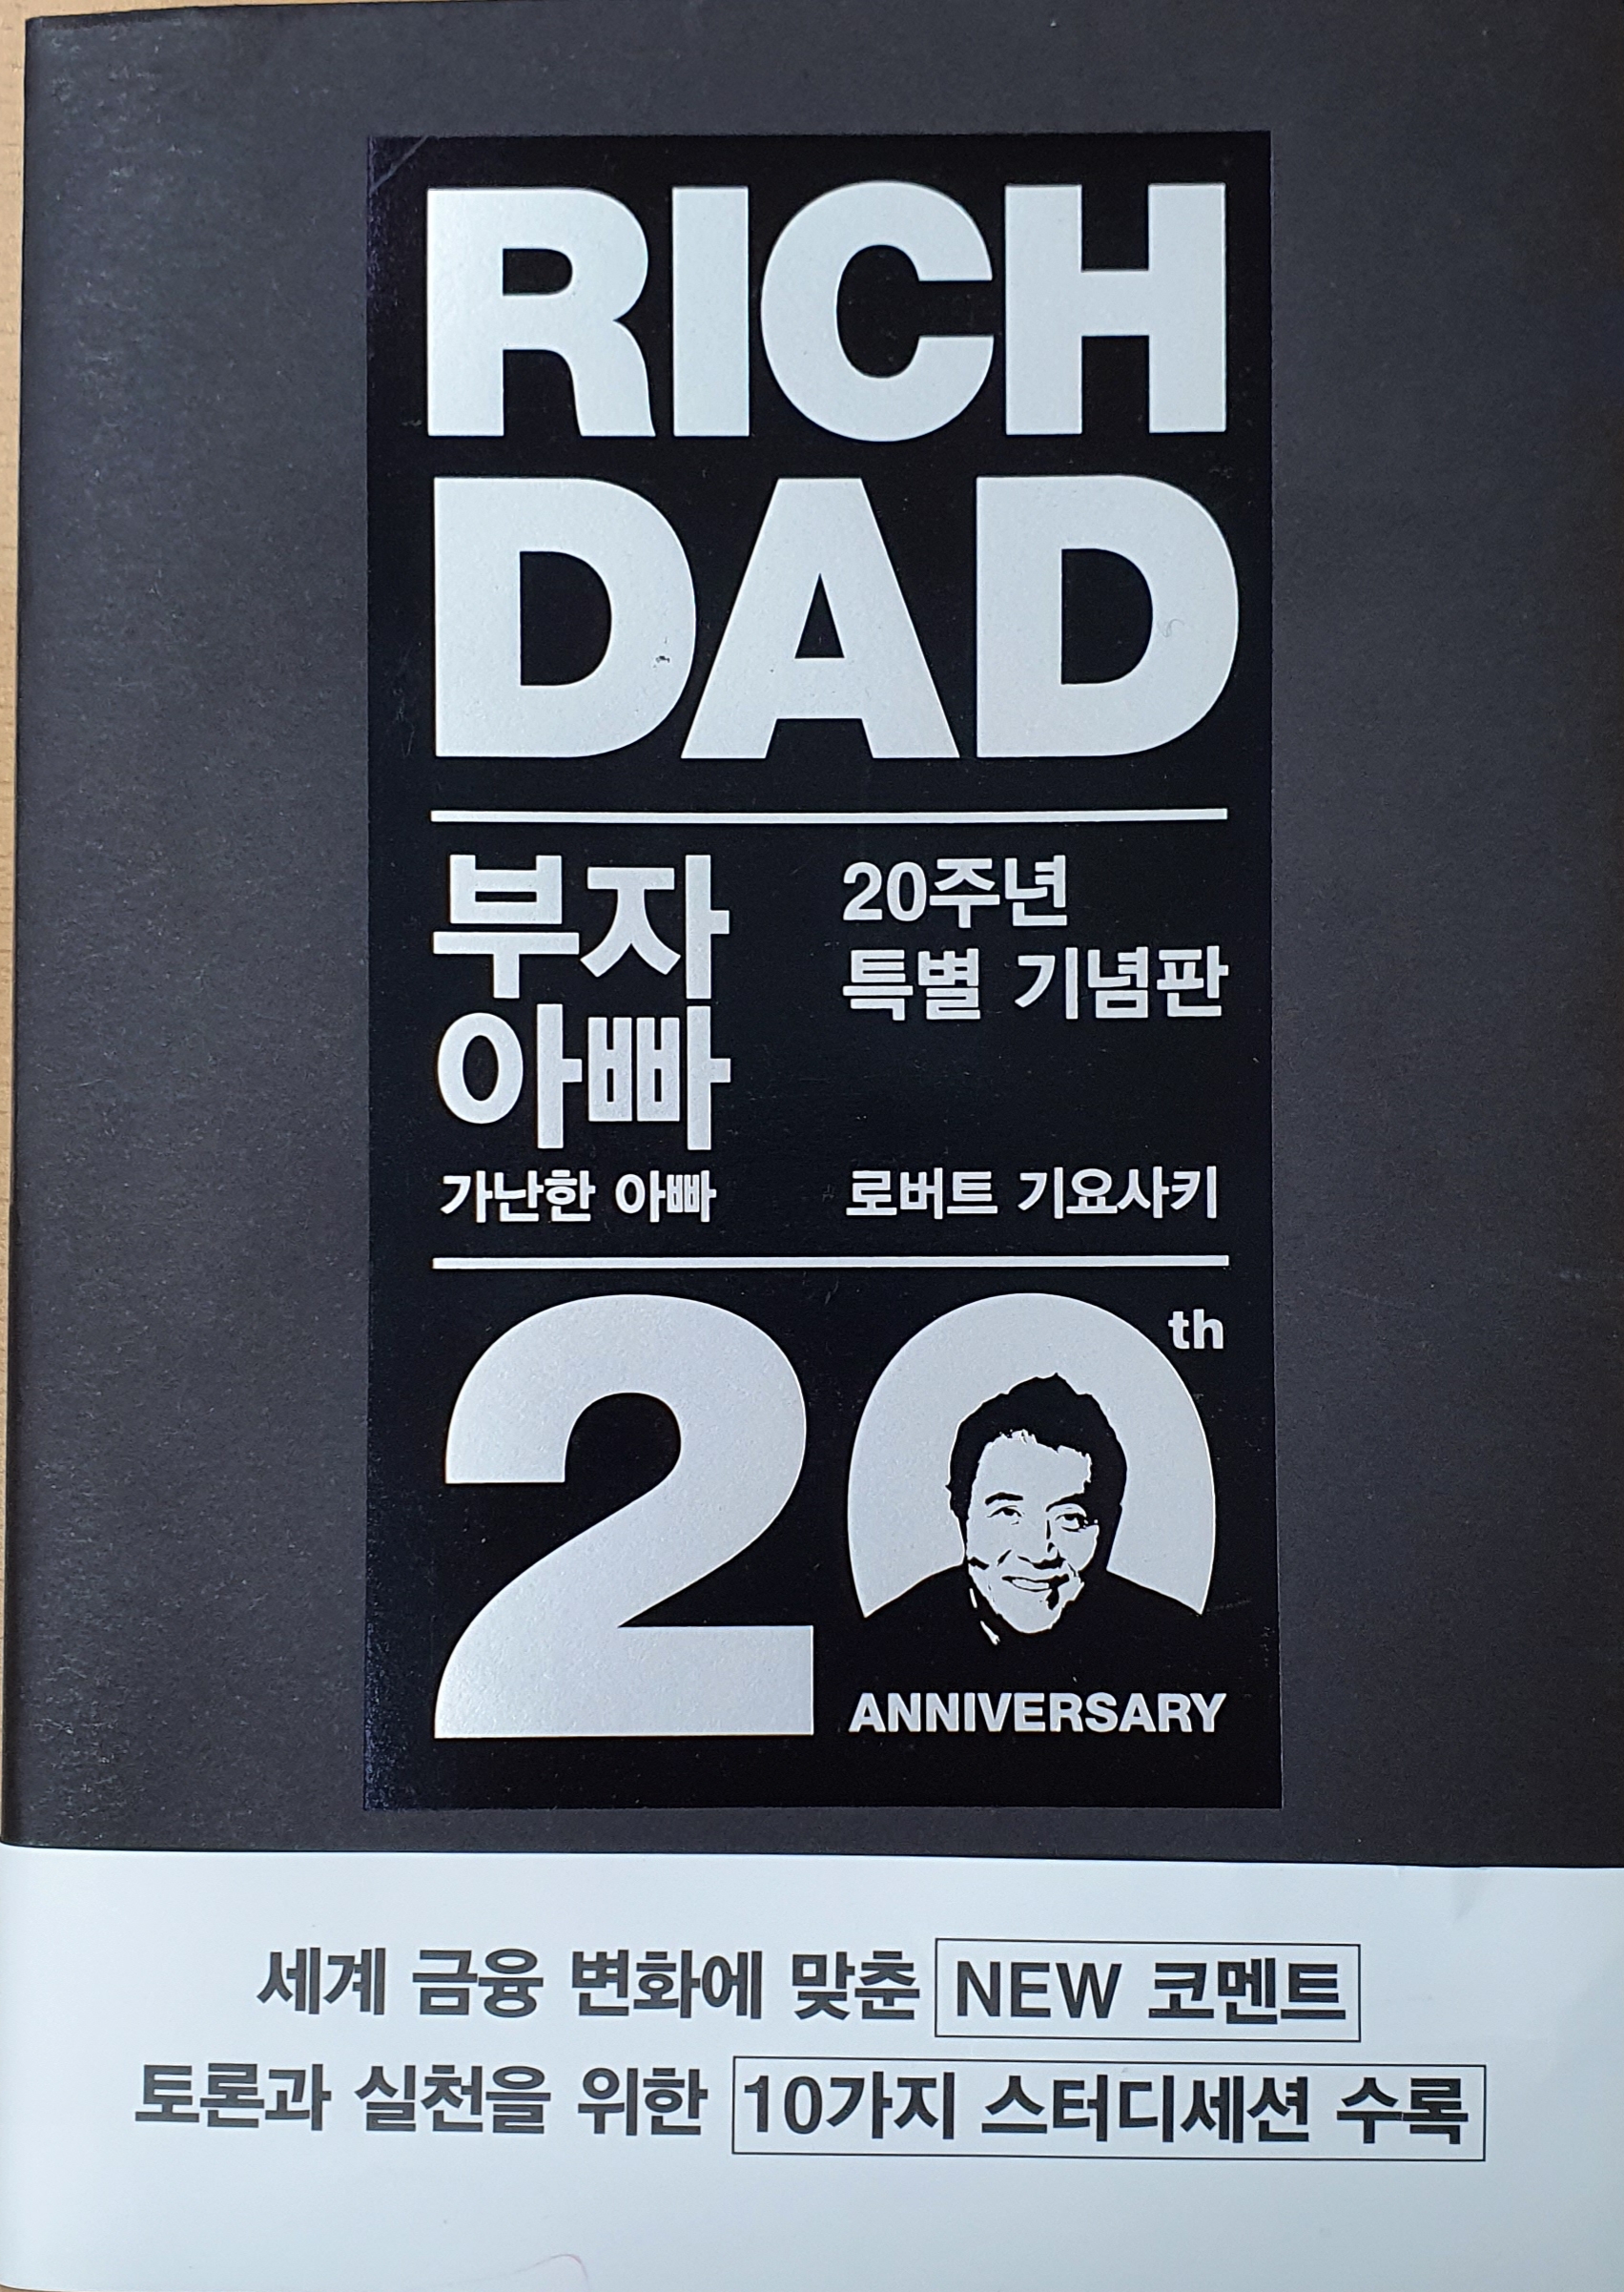 RICH
DAD
부자
아빠
가난한 아빠
20주년
특별 기념판
로버트 기요사키
20th
ANNIVERSARY
세계 금융 변화에 맞춘 NEW 코멘트
토론과 실천을 위한 10가지 스터디세션 수록